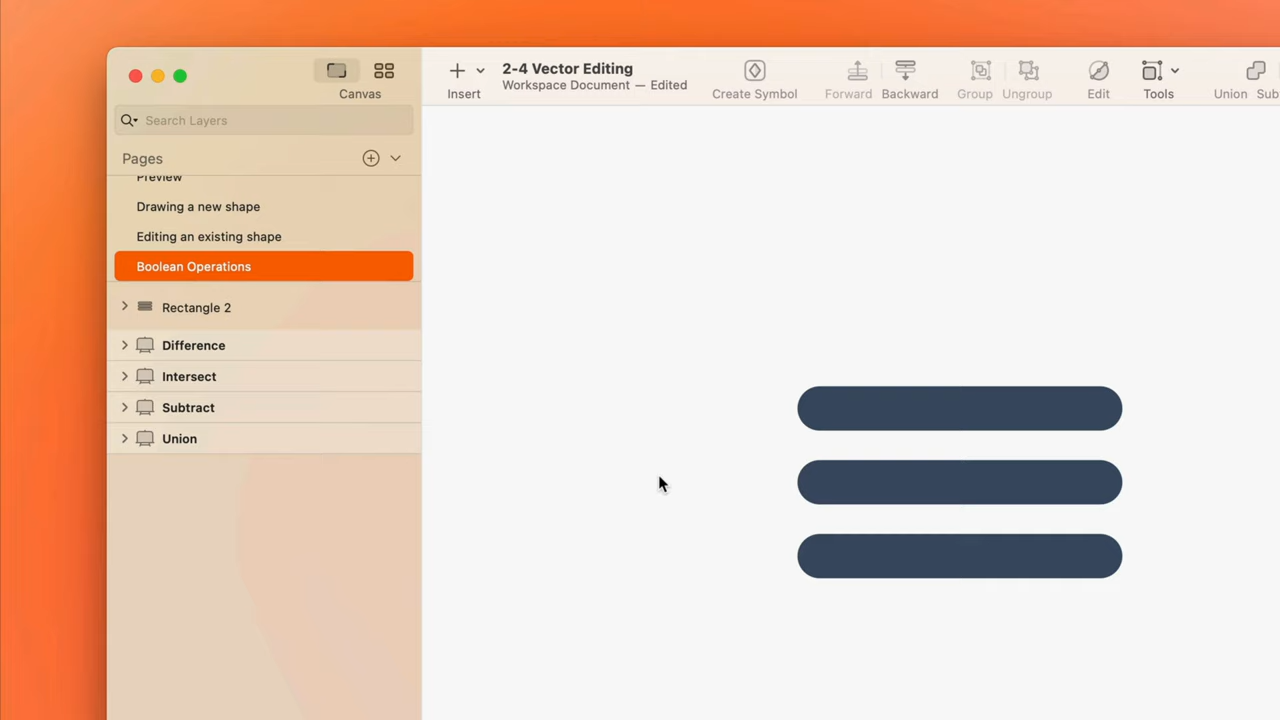 2-4 Vector Editing
Workspace Document — Edited
Canvas
Insert
Create Symbol
Forward
Backward
Group
Ungroup
Edit
Tools
Union
Sub
Search Layers
Pages
Preview
Drawing a new shape
Editing an existing shape
Boolean Operations
Rectangle 2
Difference
Intersect
Subtract
Union